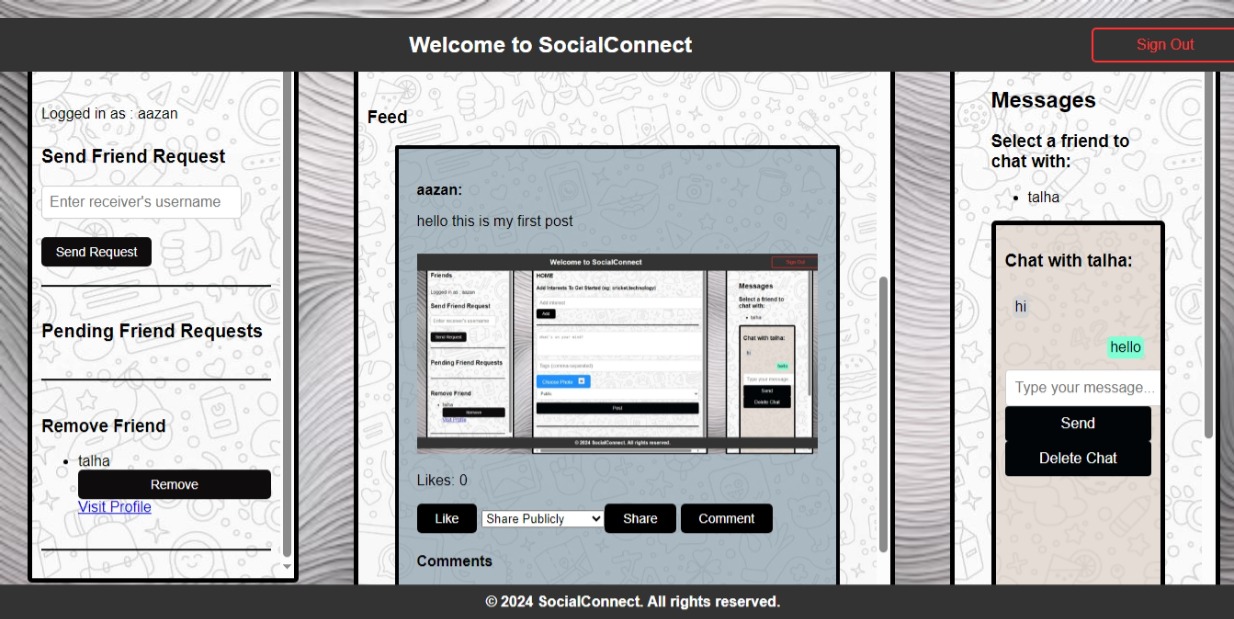 Welcome to SocialConnect
Sign Out
Logged in as : aazan
Send Friend Request
Enter receiver's username
Send Request
Pending Friend Requests
Remove Friend
talha
Remove
Visit Profile
Feed
aazan:
hello this is my first post
Welcome to SocialConnect
Sign Out
Friends
Logged in as : aazan
Send Friend Request
Enter receiver's username
Send Request
Pending Friend Requests
Remove Friend
talha
Remove
Visit Profile
HOME
Add Interests To Get Started (eg: cricket,technology)
Add interest
Add
What's on your mind?
Tags (comma separated)
Choose Photo
Public
Post
Messages
Select a friend to
chat with:
talha
Chat with talha:
hi
hello
Type your message...
Send
Delete Chat
© 2024 SocialConnect. All rights reserved.
Likes: 0
Like
Share Publicly
Share
Comment
Comments
Messages
Select a friend to
chat with:
talha
Chat with talha:
hi
hello
Type your message...
Send
Delete Chat
© 2024 SocialConnect. All rights reserved.